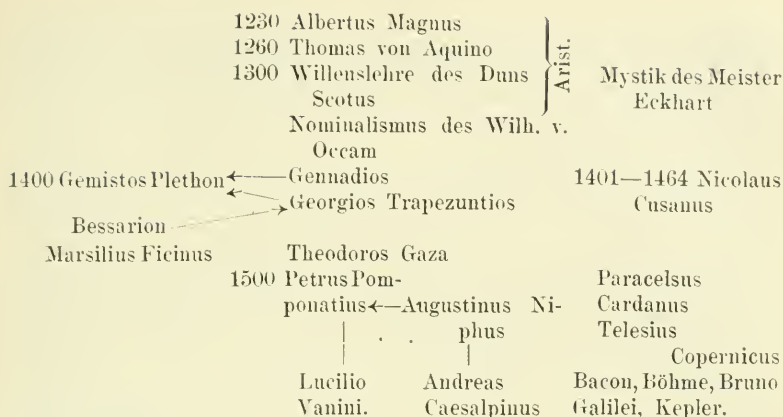 1230 Albertus Magnus
1260 Thomas von Aquino
1300 Willenslehre des Duns
Scotus
Arist.
Mystik des Meister
Eckhart
Nominalismus des Wilh. v.
Occam
1400 Gemistos Plethon ← Gennadios
1401—1464 Nicolaus
Cusanus
Georgios Trapezuntios
Bessarion
Marsilius Ficinus Theodoros Gaza
1500 Petrus Pom-
ponatius ← Augustinus Ni-
phus
Paracelsus
Cardanus
Telesius
Copernicus
Lucilio
Vanini.
Andreas
Caesalpinus
Bacon, Böhme, Bruno
Galilei, Kepler.